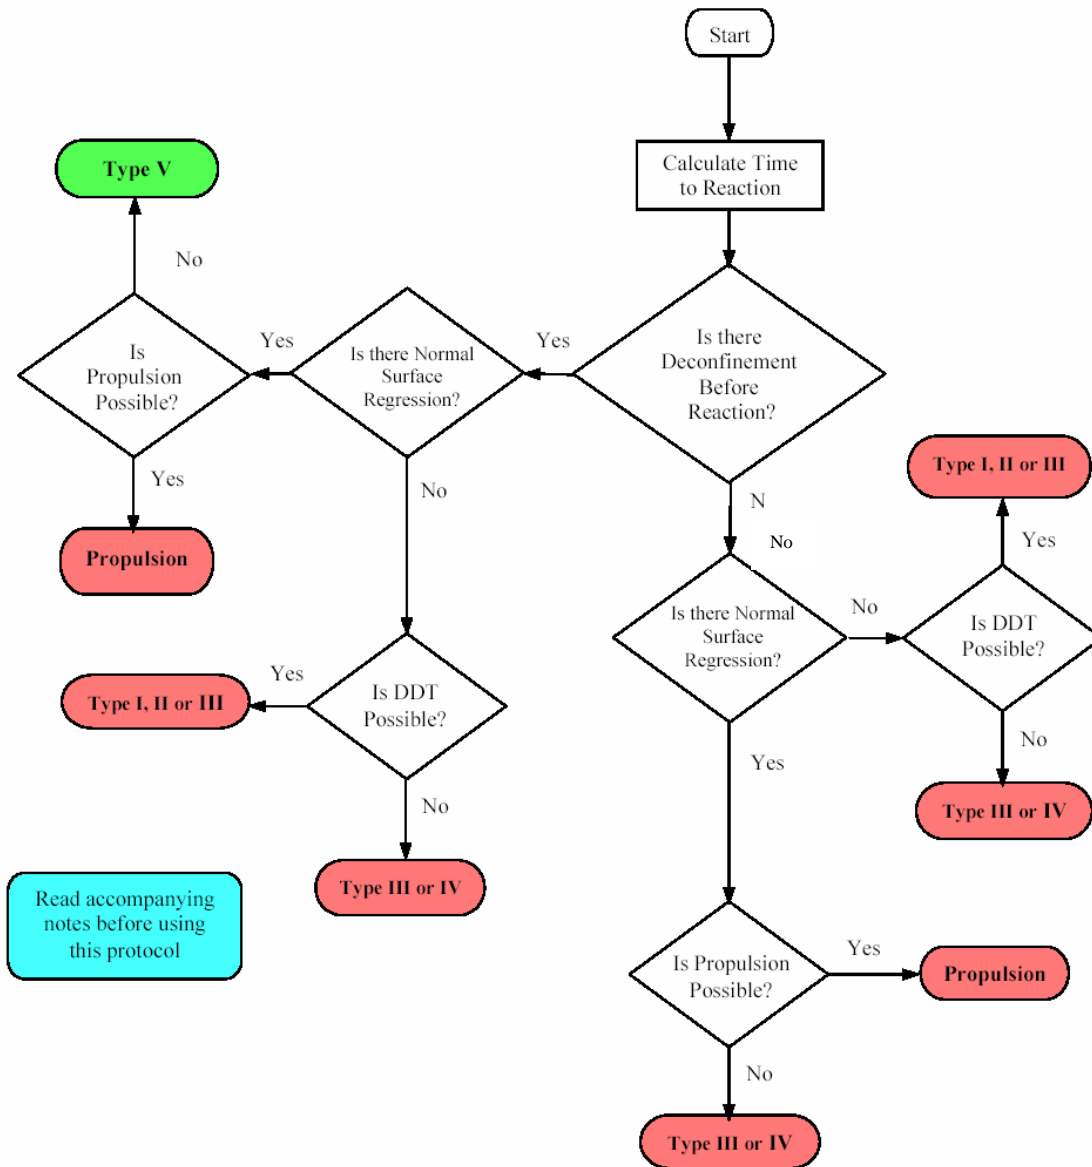 Start
Calculate Time
to Reaction
Type V
No
Is
Propulsion
Possible?
Yes
Is there Normal
Surface
Regression?
Yes
Is there
Deconfinement
Before
Reaction?
Yes
Propulsion
No
N
No
Type I, II or III
Yes
Is there Normal
Surface
Regression?
No
Is DDT
Possible?
No
Type III or IV
Type I, II or III
Yes
Is DDT
Possible?
No
Type III or IV
Yes
Read accompanying
notes before using
this protocol
Is Propulsion
Possible?
Yes
Propulsion
No
Type III or IV